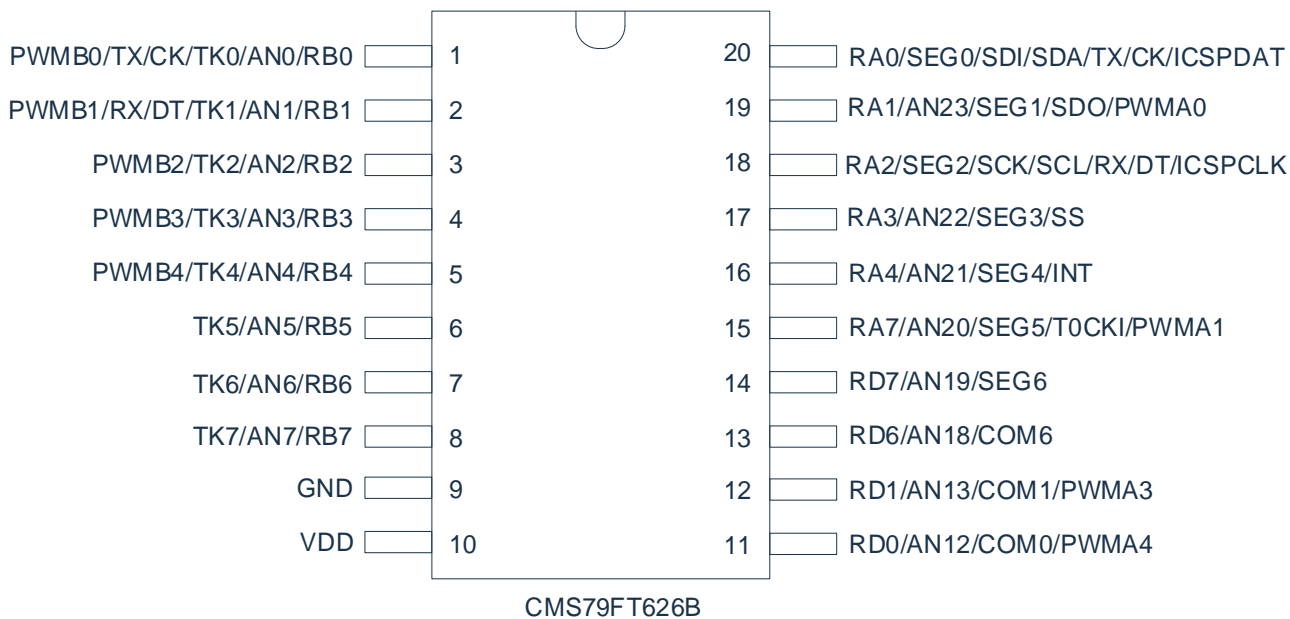 PWMB0/TX/CK/TK0/AN0/RB0 1 20 RA0/SEG0/SDI/SDA/TX/CK/ICSPDAT
PWMB1/RX/DT/TK1/AN1/RB1 2 19 RA1/AN23/SEG1/SDO/PWMA0
PWMB2/TK2/AN2/RB2 3 18 RA2/SEG2/SCK/SCL/RX/DT/ICSPCLK
PWMB3/TK3/AN3/RB3 4 17 RA3/AN22/SEG3/SS
PWMB4/TK4/AN4/RB4 5 16 RA4/AN21/SEG4/INT
TK5/AN5/RB5 6 15 RA7/AN20/SEG5/T0CKI/PWMA1
TK6/AN6/RB6 7 14 RD7/AN19/SEG6
TK7/AN7/RB7 8 13 RD6/AN18/COM6
GND 9 12 RD1/AN13/COM1/PWMA3
VDD 10 11 RD0/AN12/COM0/PWMA4
CMS79FT626B